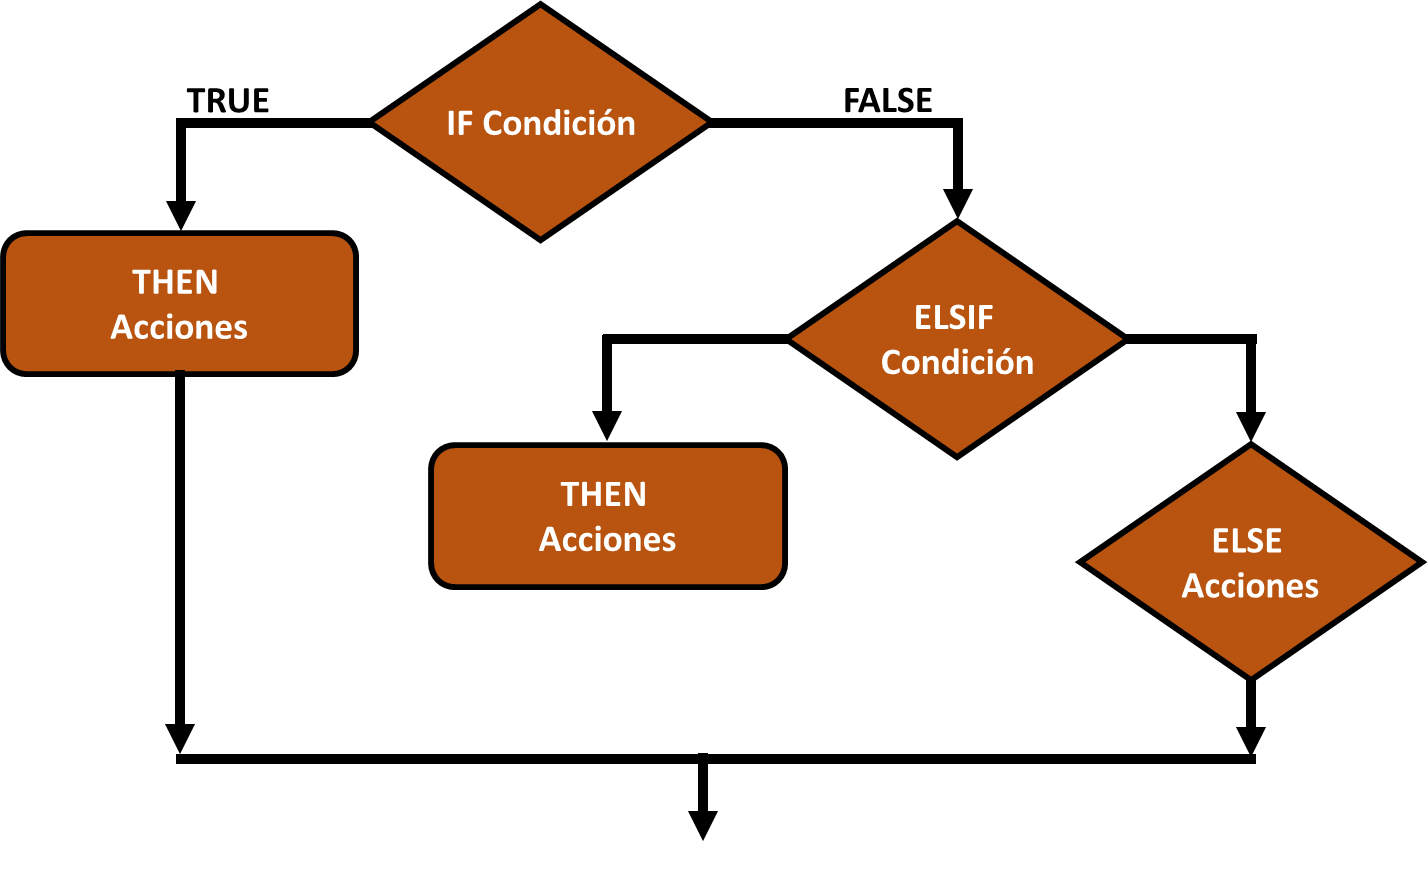 TRUE
FALSE
IF Condición
THEN
Acciones
ELSIF
Condición
THEN
Acciones
ELSE
Acciones